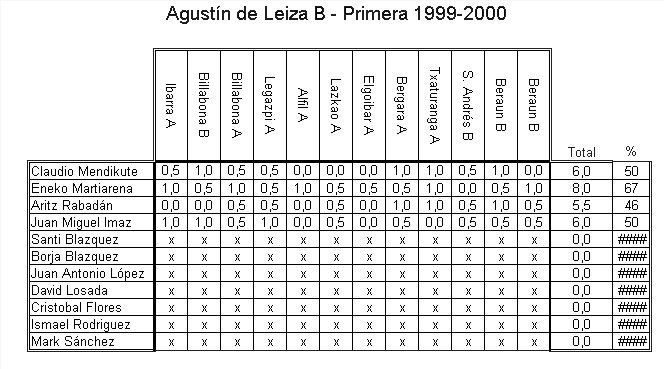 Agustín de Leiza B - Primera 1999-2000
Ibarra A Billabona B Billabona A Legazpi A Alfil A Lazkao A Elgoibar A Bergara A Txaturanga A S. Andrés B Beraun B Beraun B
Total %
Claudio Mendikute 0,5 1,0 0,5 0,5 0,0 0,0 0,0 1,0 1,0 0,5 1,0 0,0 6,0 50
Eneko Martiarena 1,0 0,5 1,0 0,5 1,0 0,5 0,5 0,5 1,0 0,0 0,5 1,0 8,0 67
Aritz Rabadán 0,0 0,0 0,5 0,5 0,0 0,5 0,0 1,0 1,0 0,5 1,0 0,5 5,5 46
Juan Miguel Imaz 1,0 1,0 0,5 1,0 0,0 0,0 0,5 0,5 0,0 0,5 0,5 0,5 6,0 50
Santi Blazquez x x x x x x x x x x x x 0,0 ####
Borja Blazquez x x x x x x x x x x x x 0,0 ####
Juan Antonio López x x x x x x x x x x x x 0,0 ####
David Losada x x x x x x x x x x x x 0,0 ####
Cristobal Flores x x x x x x x x x x x x 0,0 ####
Ismael Rodriguez x x x x x x x x x x x x 0,0 ####
Mark Sánchez x x x x x x x x x x x x 0,0 ####